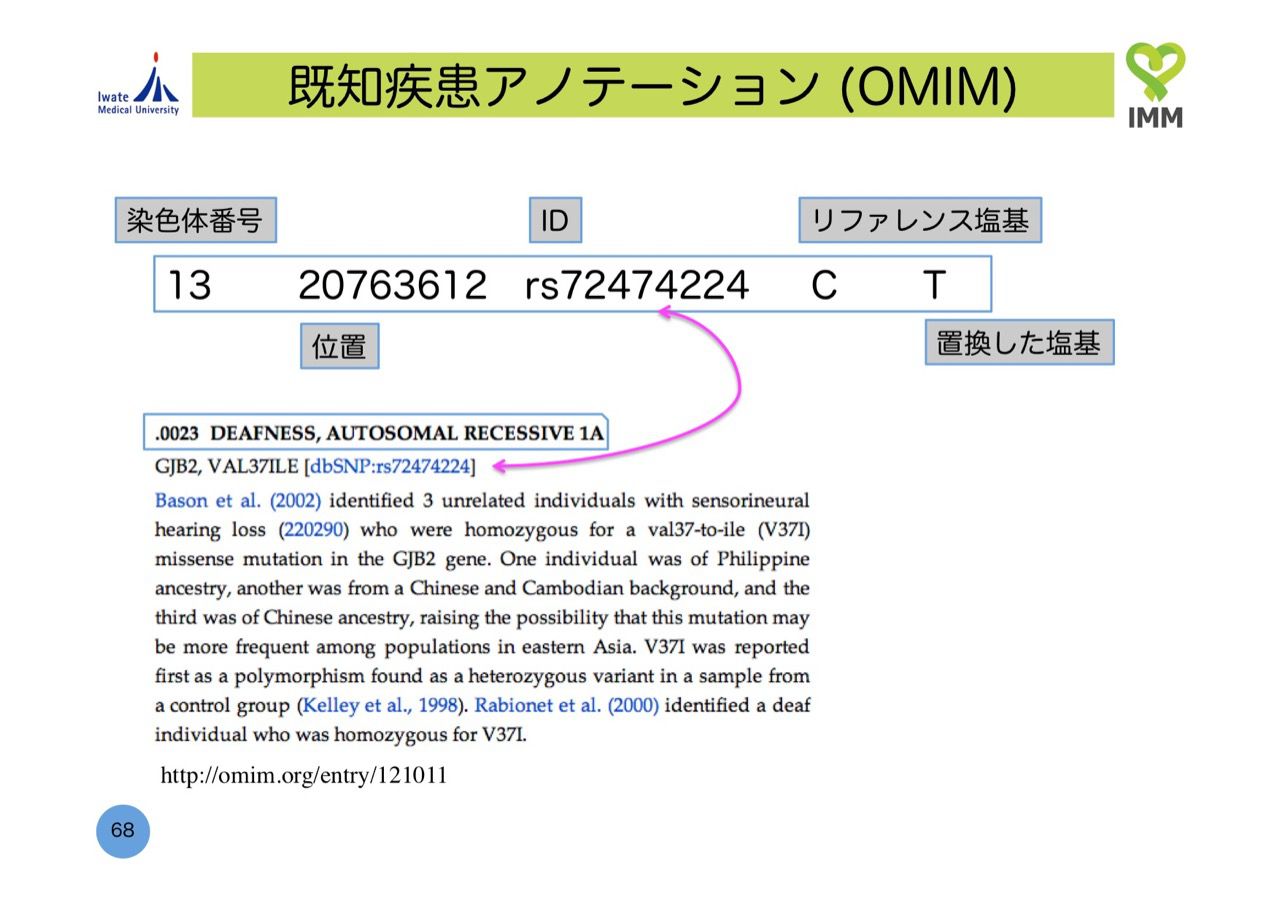 Iwate
Medical University
既知疾患アノテーション (OMIM)
IMM
染色体番号
ID
リファレンス塩基
13 20763612 rs72474224 C T
位置
置換した塩基
.0023 DEAFNESS, AUTOSOMAL RECESSIVE 1A
GJB2, VAL37ILE [dbSNP:rs72474224]
Bason et al. (2002) identified 3 unrelated individuals with sensorineural
hearing loss (220290) who were homozygous for a val37-to-ile (V37I)
missense mutation in the GJB2 gene. One individual was of Philippine
ancestry, another was from a Chinese and Cambodian background, and the
third was of Chinese ancestry, raising the possibility that this mutation may
be more frequent among populations in eastern Asia. V37I was reported
first as a polymorphism found as a heterozygous variant in a sample from
a control group (Kelley et al., 1998). Rabionet et al. (2000) identified a deaf
individual who was homozygous for V37I.
http://omim.org/entry/121011
68